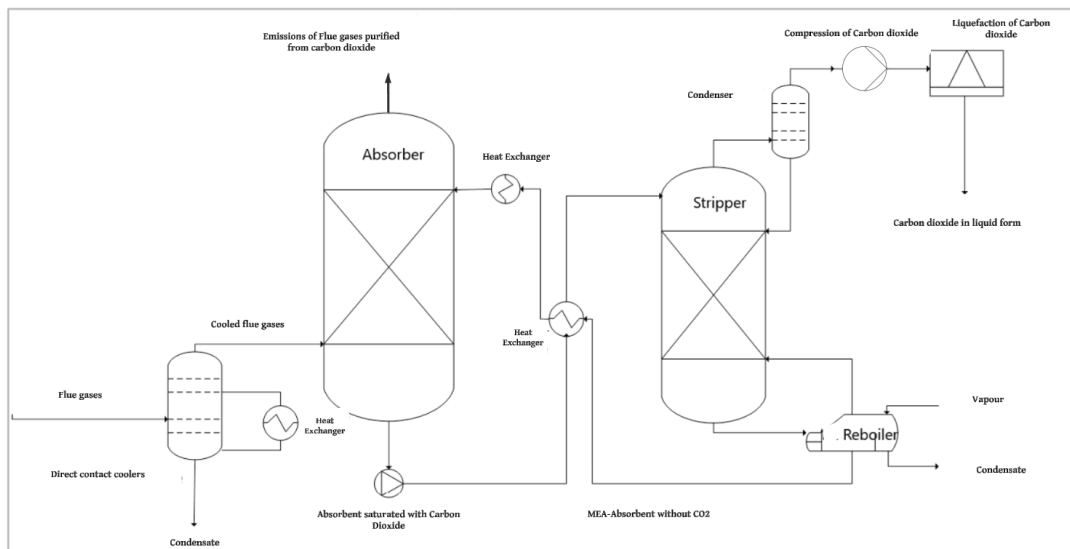 Emissions of Flue gases purified
from carbon dioxide
Compression of Carbon dioxide
Liquefaction of Carbon
dioxide
Condenser
Absorber
Heat Exchanger
Stripper
Carbon dioxide in liquid form
Cooled flue gases
Heat
Exchanger
Flue gases
Heat
Exchanger
Vapour
Reboiler
Direct contact coolers
Condensate
Absorbent saturated with Carbon
Dioxide
MEA-Absorbent without CO2
Condensate